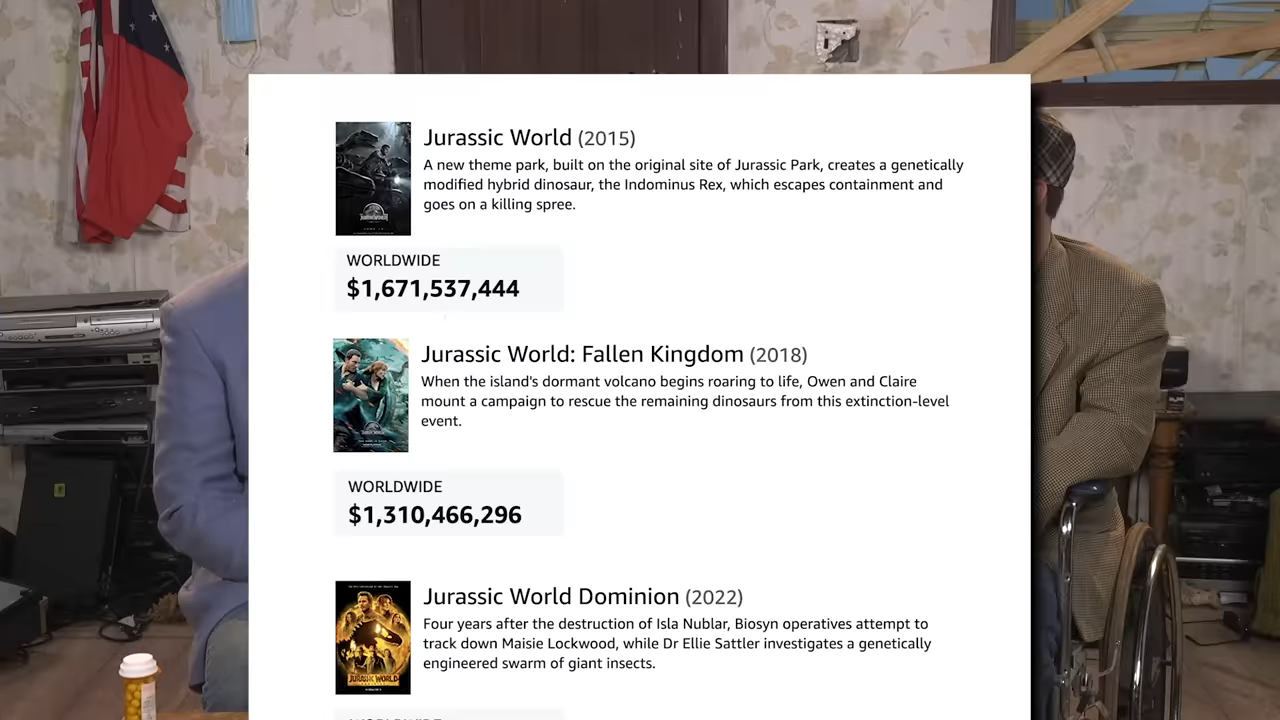 Jurassic World (2015)
A new theme park, built on the original site of Jurassic Park, creates a genetically
modified hybrid dinosaur, the Indominus Rex, which escapes containment and
goes on a killing spree.
WORLDWIDE
$1,671,537,444
Jurassic World: Fallen Kingdom (2018)
When the island's dormant volcano begins roaring to life, Owen and Claire
mount a campaign to rescue the remaining dinosaurs from this extinction-level
event.
WORLDWIDE
$1,310,466,296
Jurassic World Dominion (2022)
Four years after the destruction of Isla Nublar, Biosyn operatives attempt to
track down Maisie Lockwood, while Dr Ellie Sattler investigates a genetically
engineered swarm of giant insects.
JURASSIC WORLD
WORLDWIDE